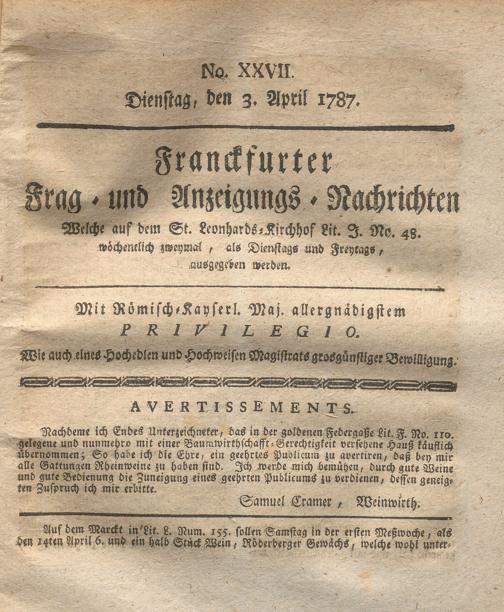 No. XXVII.
Dienstag, den 3. April 1787.
Franckfurter
Frag-und Anzeigungs-Nachrichten
Welche auf dem St. Leonhards-Kirchhof Lit. J. No. 48.
wöchentlich zweymal, als Dienstags und Freytags,
ausgegeben werden.
Mit Römisch-Kayserl. Maj. allergnädigstem
PRIVILEGIO.
Wie auch eines Hochedlen und Hochweisen Magistrats grosgünstiger Bewilligung.
AVERTISSEMENTS.
Nachdeme ich Endes Unterzeichneter, das in der goldenen Federgaße Lit. F. No. 110.
gelegene und nunmehro mit einer Baumwirthschafft-Gerechtigkeit versehene Hauß käuflich
übernommen; So habe ich die Ehre, ein geehrtes Publicum zu avertiren, daß bey mir
alle Gattungen Rheinweine zu haben sind. Ich werde mich bemühen, durch gute Weine
und gute Bedienung die Zuneigung eines geehrten Publicums zu verdienen, dessen geneig-
ten Zuspruch ich mir erbitte.
Samuel Cramer, Weinwirth.
Auf dem Marckt in Lit. L. Num. 155. sollen Samstag in der ersten Meßwoche, als
den 14ten April 6. und ein halb Stück Wein, Röderberger Gewächs, welche wohl unter-